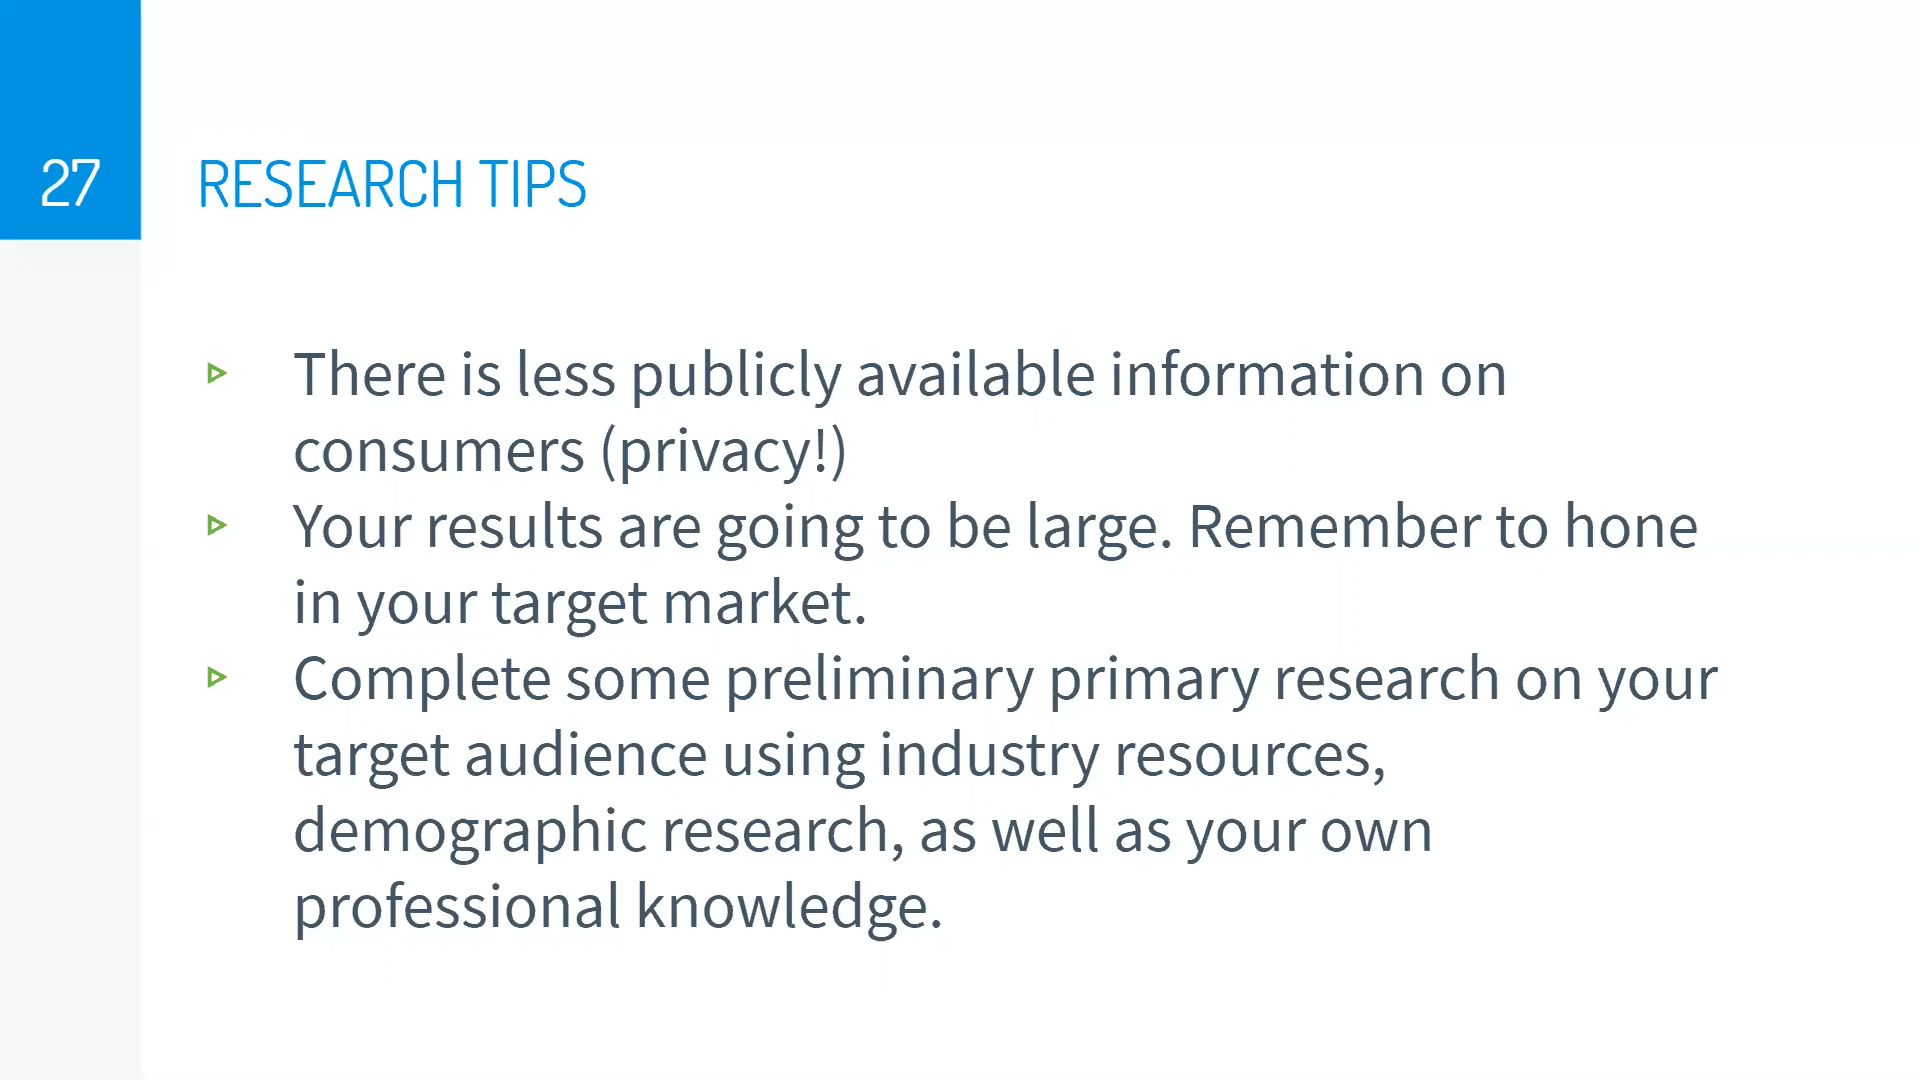 27
RESEARCH TIPS
There is less publicly available information on
consumers (privacy!)
Your results are going to be large. Remember to hone
in your target market.
Complete some preliminary primary research on your
target audience using industry resources,
demographic research, as well as your own
professional knowledge.